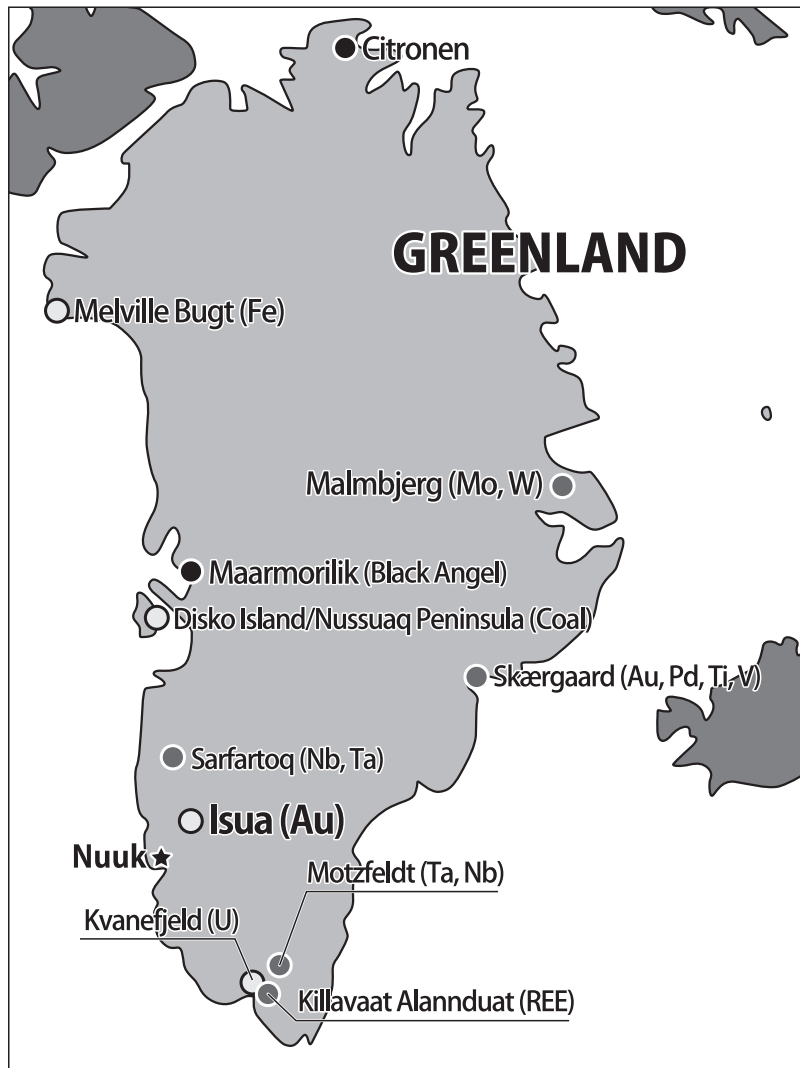 Citronen
GREENLAND
Melville Bugt (Fe)
Malmbjerg (Mo, W)
Maarmorilik (Black Angel)
Disko Island/Nussuaq Peninsula (Coal)
Skærgaard (Au, Pd, Ti, V)
Sarfartoq (Nb, Ta)
Isua (Au)
Nuuk
Motzfeldt (Ta, Nb)
Kvanefjeld (U)
Killavaat Alannduat (REE)